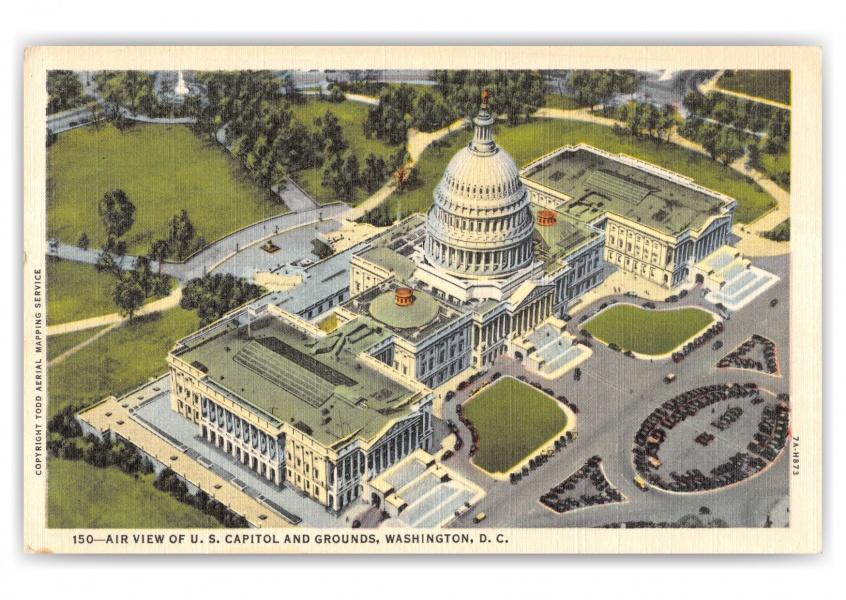 COPYRIGHT TODD AERIAL MAPPING SERVICE
7A-H873
150—AIR VIEW OF U. S. CAPITOL AND GROUNDS, WASHINGTON, D. C.